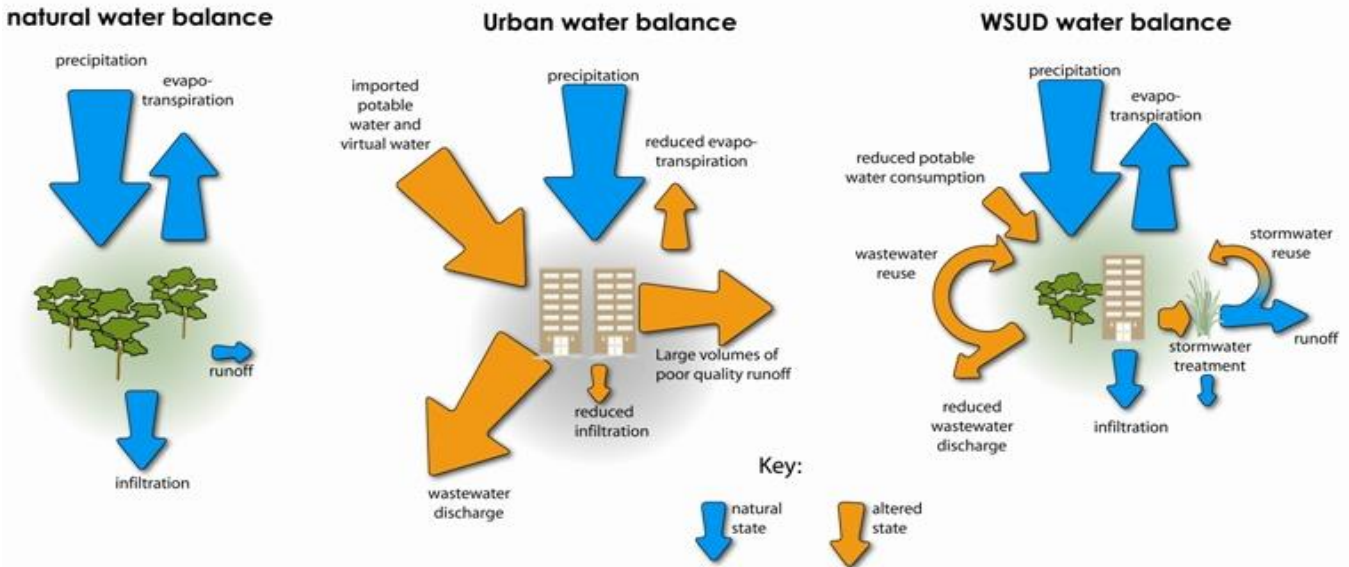 natural water balance
precipitation
evapo-
transpiration
runoff
infiltration
Urban water balance
imported
potable
water and
virtual water
precipitation
reduced evapo-
transpiration
Large volumes of
poor quality runoff
reduced
infiltration
wastewater
discharge
WSUD water balance
precipitation
evapo-
transpiration
reduced potable
water consumption
wastewater
reuse
stormwater
reuse
runoff
stormwater
treatment
infiltration
reduced
wastewater
discharge
Key:
natural
state
altered
state